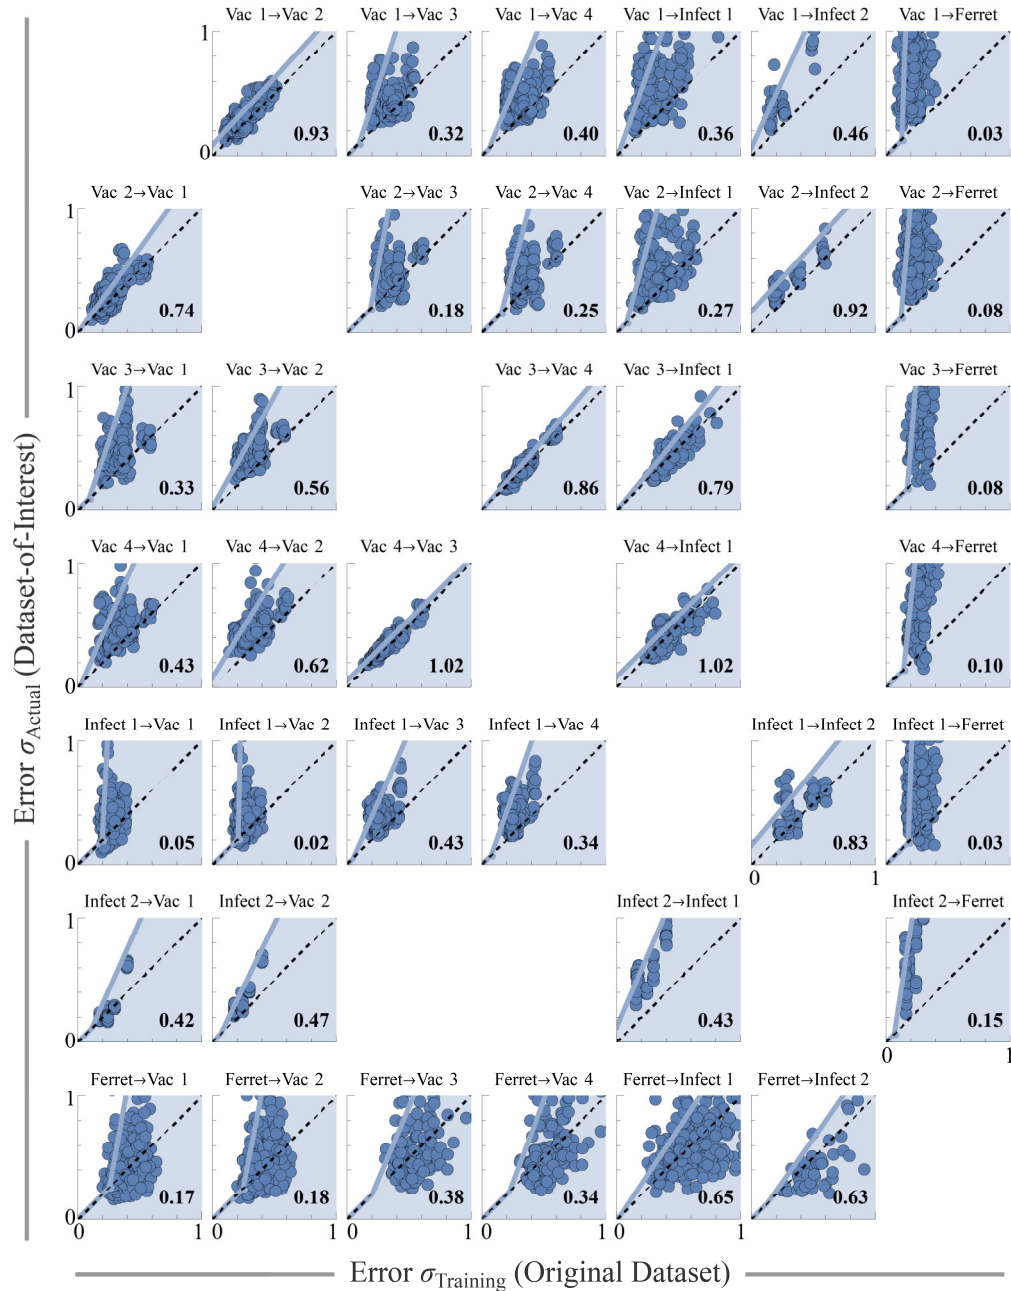 Vac 1→Vac 2
Vac 1→Vac 3
Vac 1→Vac 4
Vac 1→Infect 1
Vac 1→Infect 2
Vac 1→Ferret
1
0
0.93
0.32
0.40
0.36
0.46
0.03
Vac 2→Vac 1
Vac 2→Vac 3
Vac 2→Vac 4
Vac 2→Infect 1
Vac 2→Infect 2
Vac 2→Ferret
1
0
0.74
0.18
0.25
0.27
0.92
0.08
Vac 3→Vac 1
Vac 3→Vac 2
Vac 3→Vac 4
Vac 3→Infect 1
Vac 3→Ferret
1
0
0.33
0.56
0.86
0.79
0.08
Vac 4→Vac 1
Vac 4→Vac 2
Vac 4→Vac 3
Vac 4→Infect 1
Vac 4→Ferret
1
0
0.43
0.62
1.02
1.02
0.10
Infect 1→Vac 1
Infect 1→Vac 2
Infect 1→Vac 3
Infect 1→Vac 4
Infect 1→Infect 2
Infect 1→Ferret
1
0
0.05
0.02
0.43
0.34
0.83
0.03
0 1
Infect 2→Vac 1
Infect 2→Vac 2
Infect 2→Infect 1
Infect 2→Ferret
1
0
0.42
0.47
0.43
0.15
0 1
Ferret→Vac 1
Ferret→Vac 2
Ferret→Vac 3
Ferret→Vac 4
Ferret→Infect 1
Ferret→Infect 2
1
0
0.17
0.18
0.38
0.34
0.65
0.63
0 1
0 1
0 1
0 1
0 1
0 1
Error σActual (Dataset-of-Interest)
Error σTraining (Original Dataset)